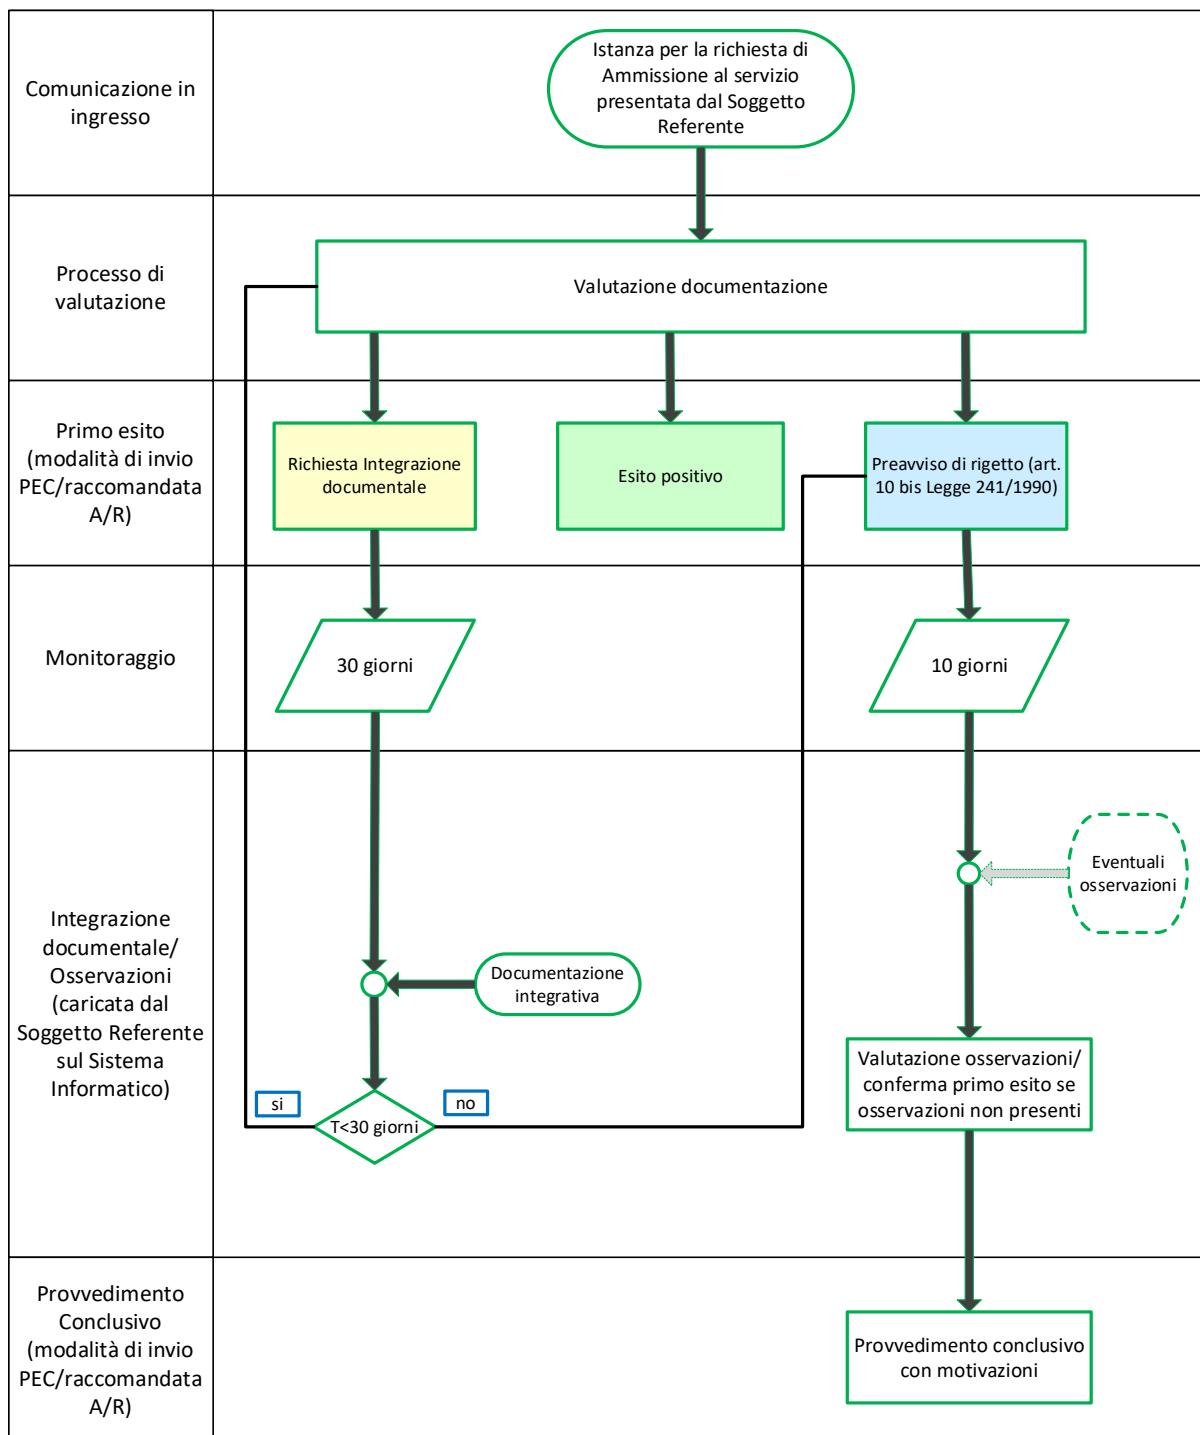 Comunicazione in
ingresso
Istanza per la richiesta di
Ammissione al servizio
presentata dal Soggetto
Referente
Processo di
valutazione
Valutazione documentazione
Primo esito
(modalità di invio
PEC/raccomandata
A/R)
Richiesta Integrazione
documentale
Esito positivo
Preavviso di rigetto (art.
10 bis Legge 241/1990)
Monitoraggio
30 giorni
10 giorni
Integrazione
documentale/
Osservazioni
(caricata dal
Soggetto Referente
sul Sistema
Informatico)
Eventuali
osservazioni
Documentazione
integrativa
si
no
T<30 giorni
Valutazione osservazioni/
conferma primo esito se
osservazioni non presenti
Provvedimento
Conclusivo
(modalità di invio
PEC/raccomandata
A/R)
Provvedimento conclusivo
con motivazioni